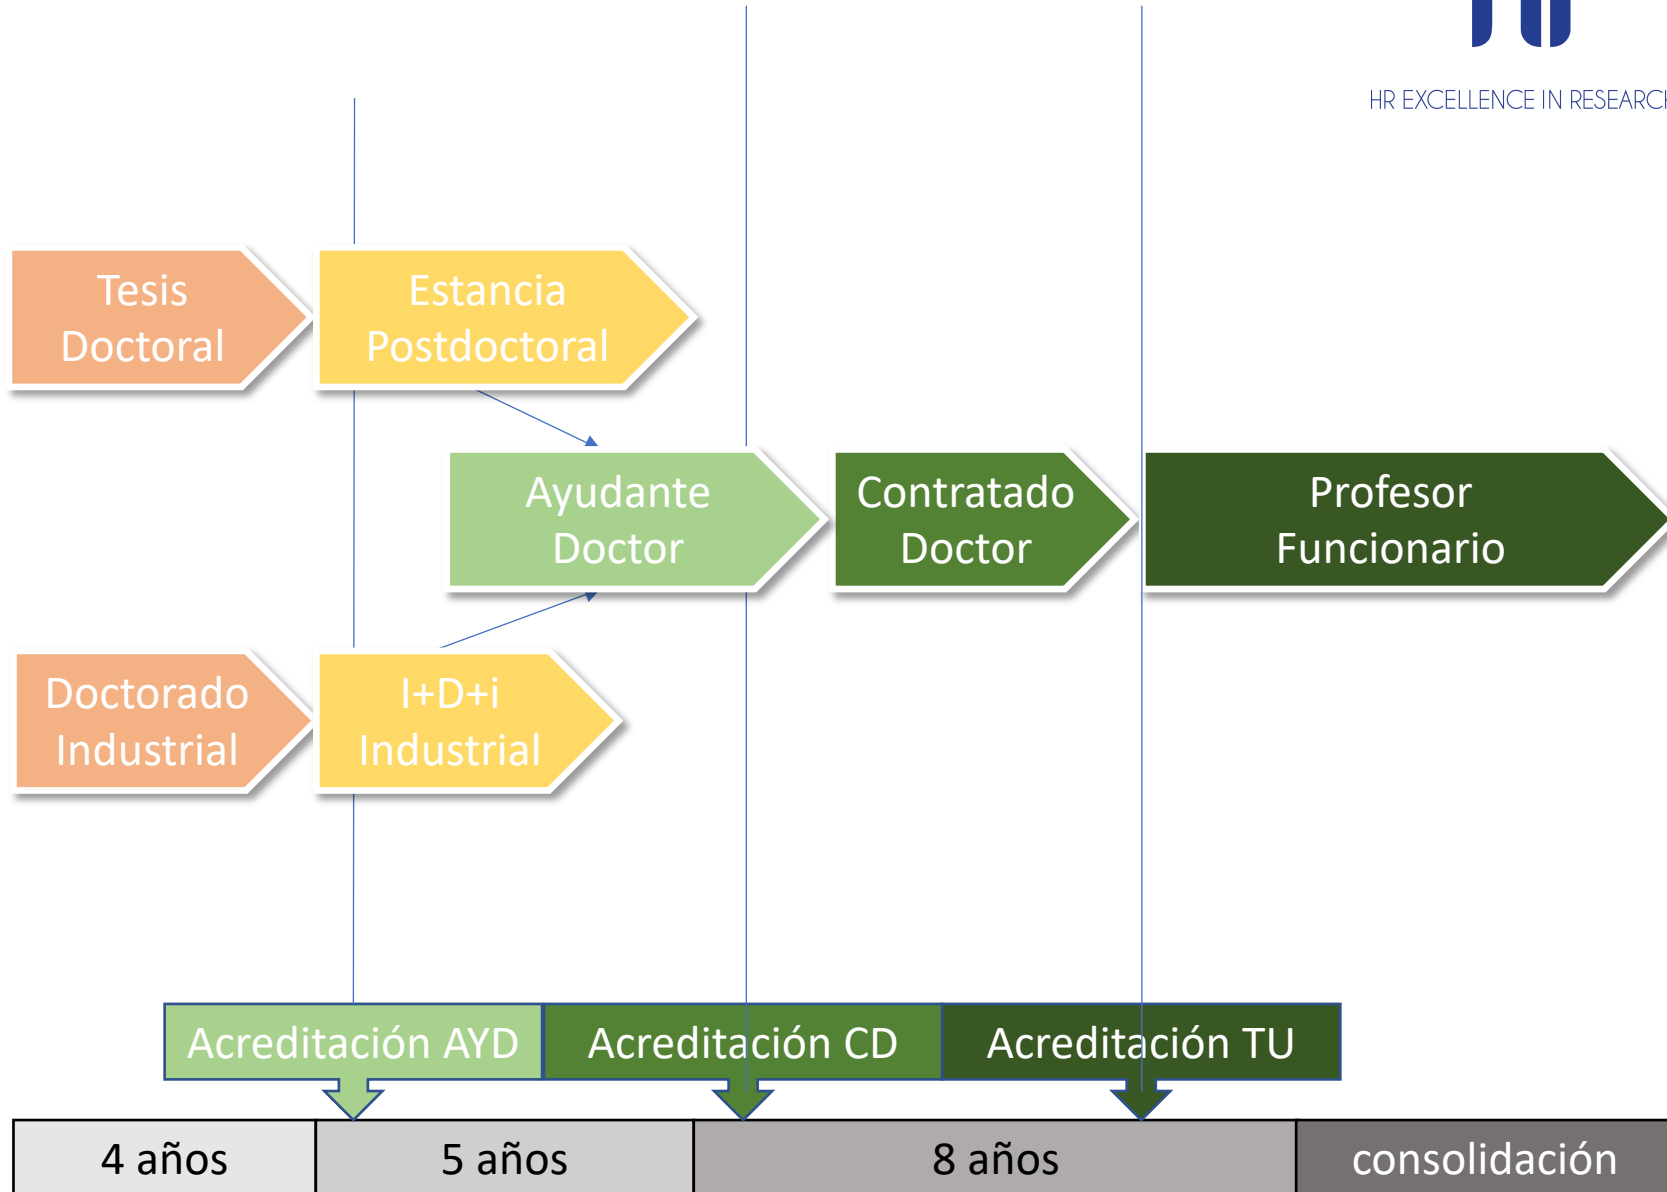 HR EXCELLENCE IN RESEARCH
Tesis
Doctoral
Estancia
Postdoctoral
Ayudante
Doctor
Contratado
Doctor
Profesor
Funcionario
Doctorado
Industrial
I+D+i
Industrial
Acreditación AYD
Acreditación CD
Acreditación TU
4 años
5 años
8 años
consolidación